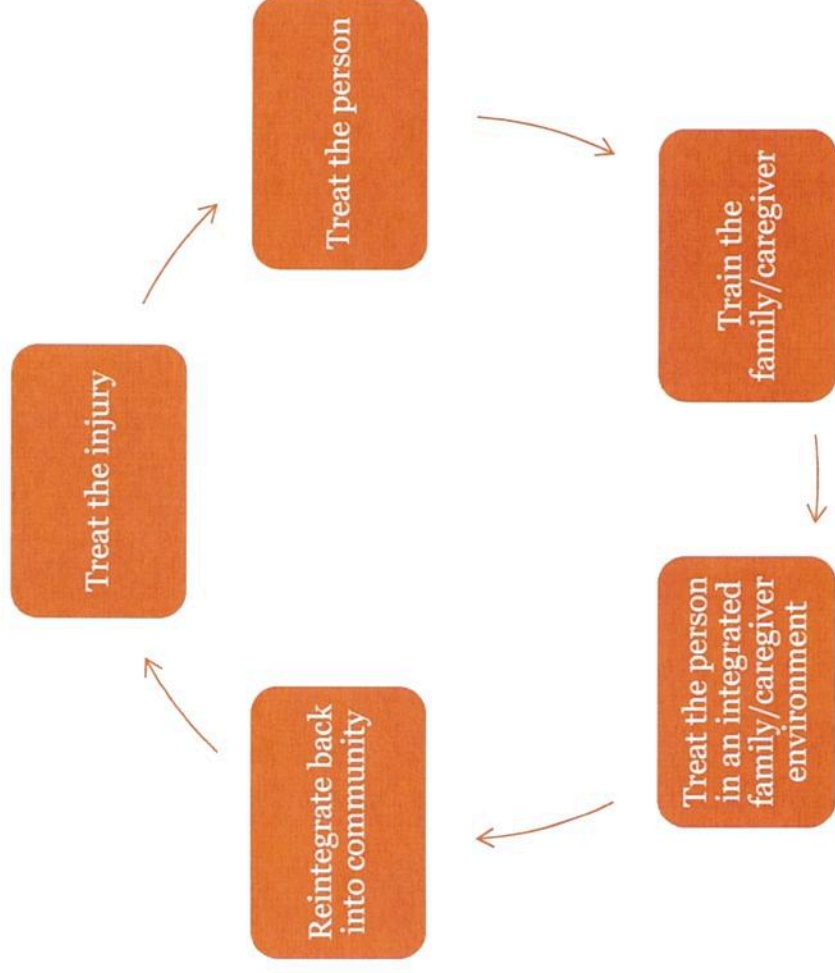 Treat the injury
Treat the person
Train the
family/caregiver
Treat the person
in an integrated
family/caregiver
environment
Reintegrate back
into community